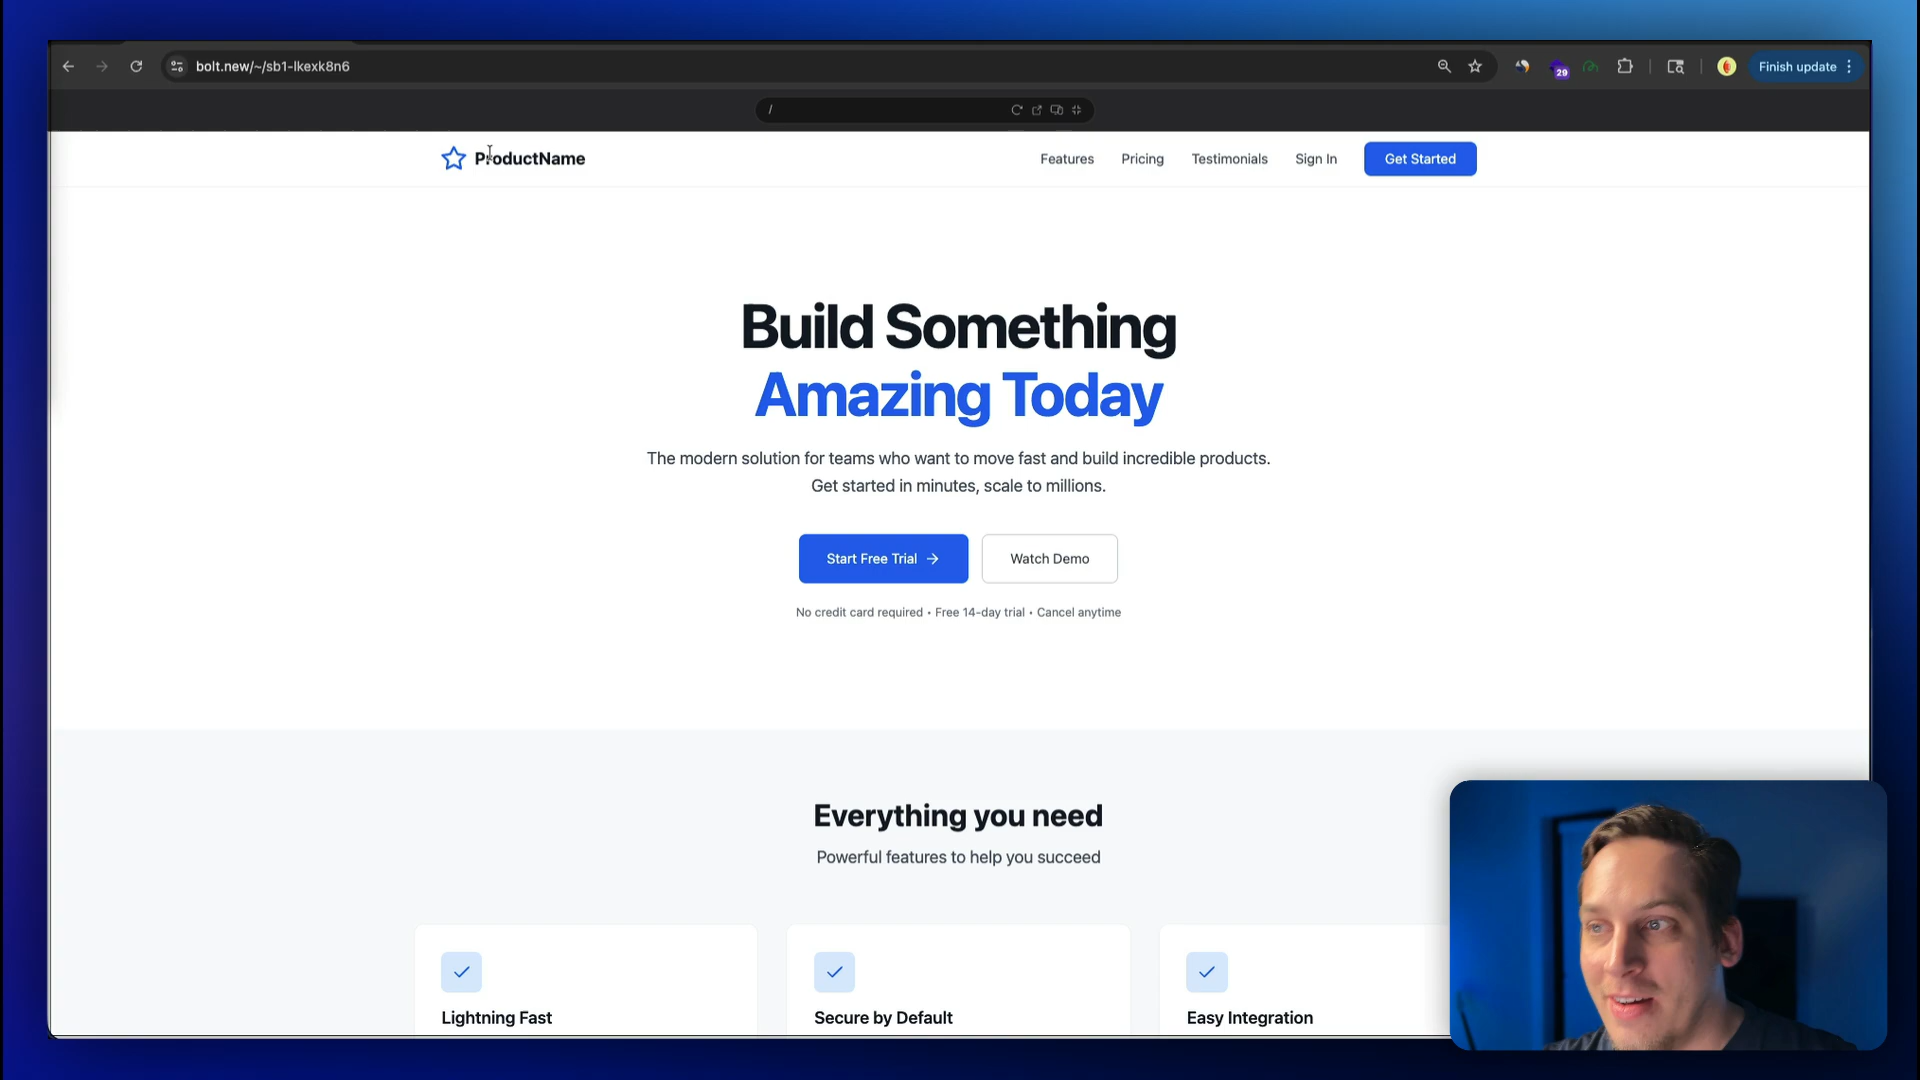 bolt.new/~/sb1-lkexk8n6
29
Finish update
/
ProductName
Features
Pricing
Testimonials
Sign In
Get Started
Build Something
Amazing Today
The modern solution for teams who want to move fast and build incredible products.
Get started in minutes, scale to millions.
Start Free Trial →
Watch Demo
No credit card required • Free 14-day trial • Cancel anytime
Everything you need
Powerful features to help you succeed
Lightning Fast
Secure by Default
Easy Integration